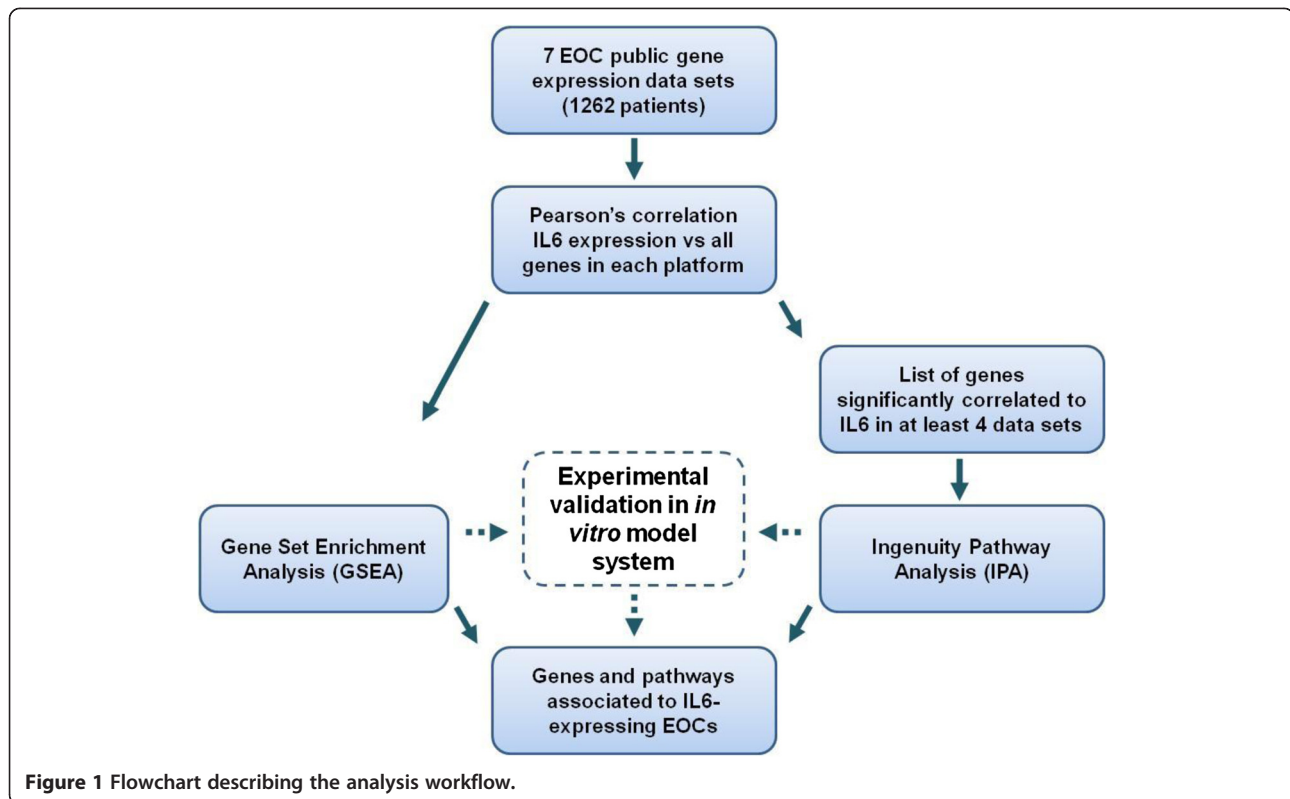 7 EOC public gene
expression data sets
(1262 patients)
Pearson's correlation
IL6 expression vs all
genes in each platform
List of genes
significantly correlated to
IL6 in at least 4 data sets
Experimental
validation in in
vitro model
system
Gene Set Enrichment
Analysis (GSEA)
Ingenuity Pathway
Analysis (IPA)
Genes and pathways
associated to IL6-
expressing EOCs
Figure 1 Flowchart describing the analysis workflow.